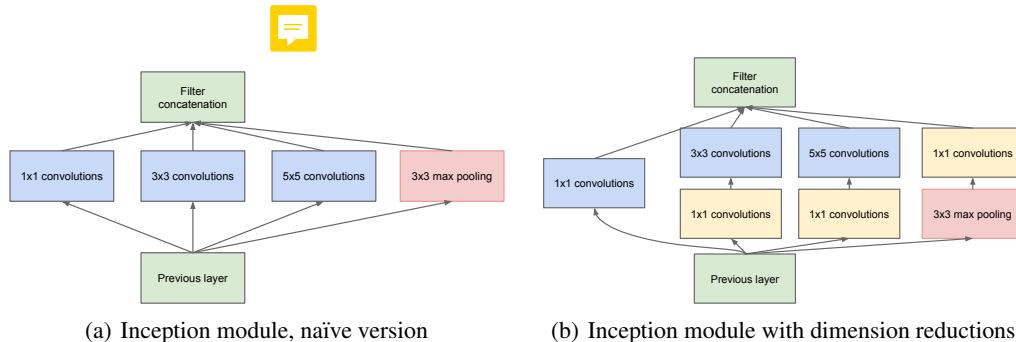 Filter
concatenation
1x1 convolutions
3x3 convolutions
5x5 convolutions
3x3 max pooling
Previous layer
(a) Inception module, naïve version
Filter
concatenation
3x3 convolutions
5x5 convolutions
1x1 convolutions
1x1 convolutions
1x1 convolutions
1x1 convolutions
3x3 max pooling
Previous layer
(b) Inception module with dimension reductions